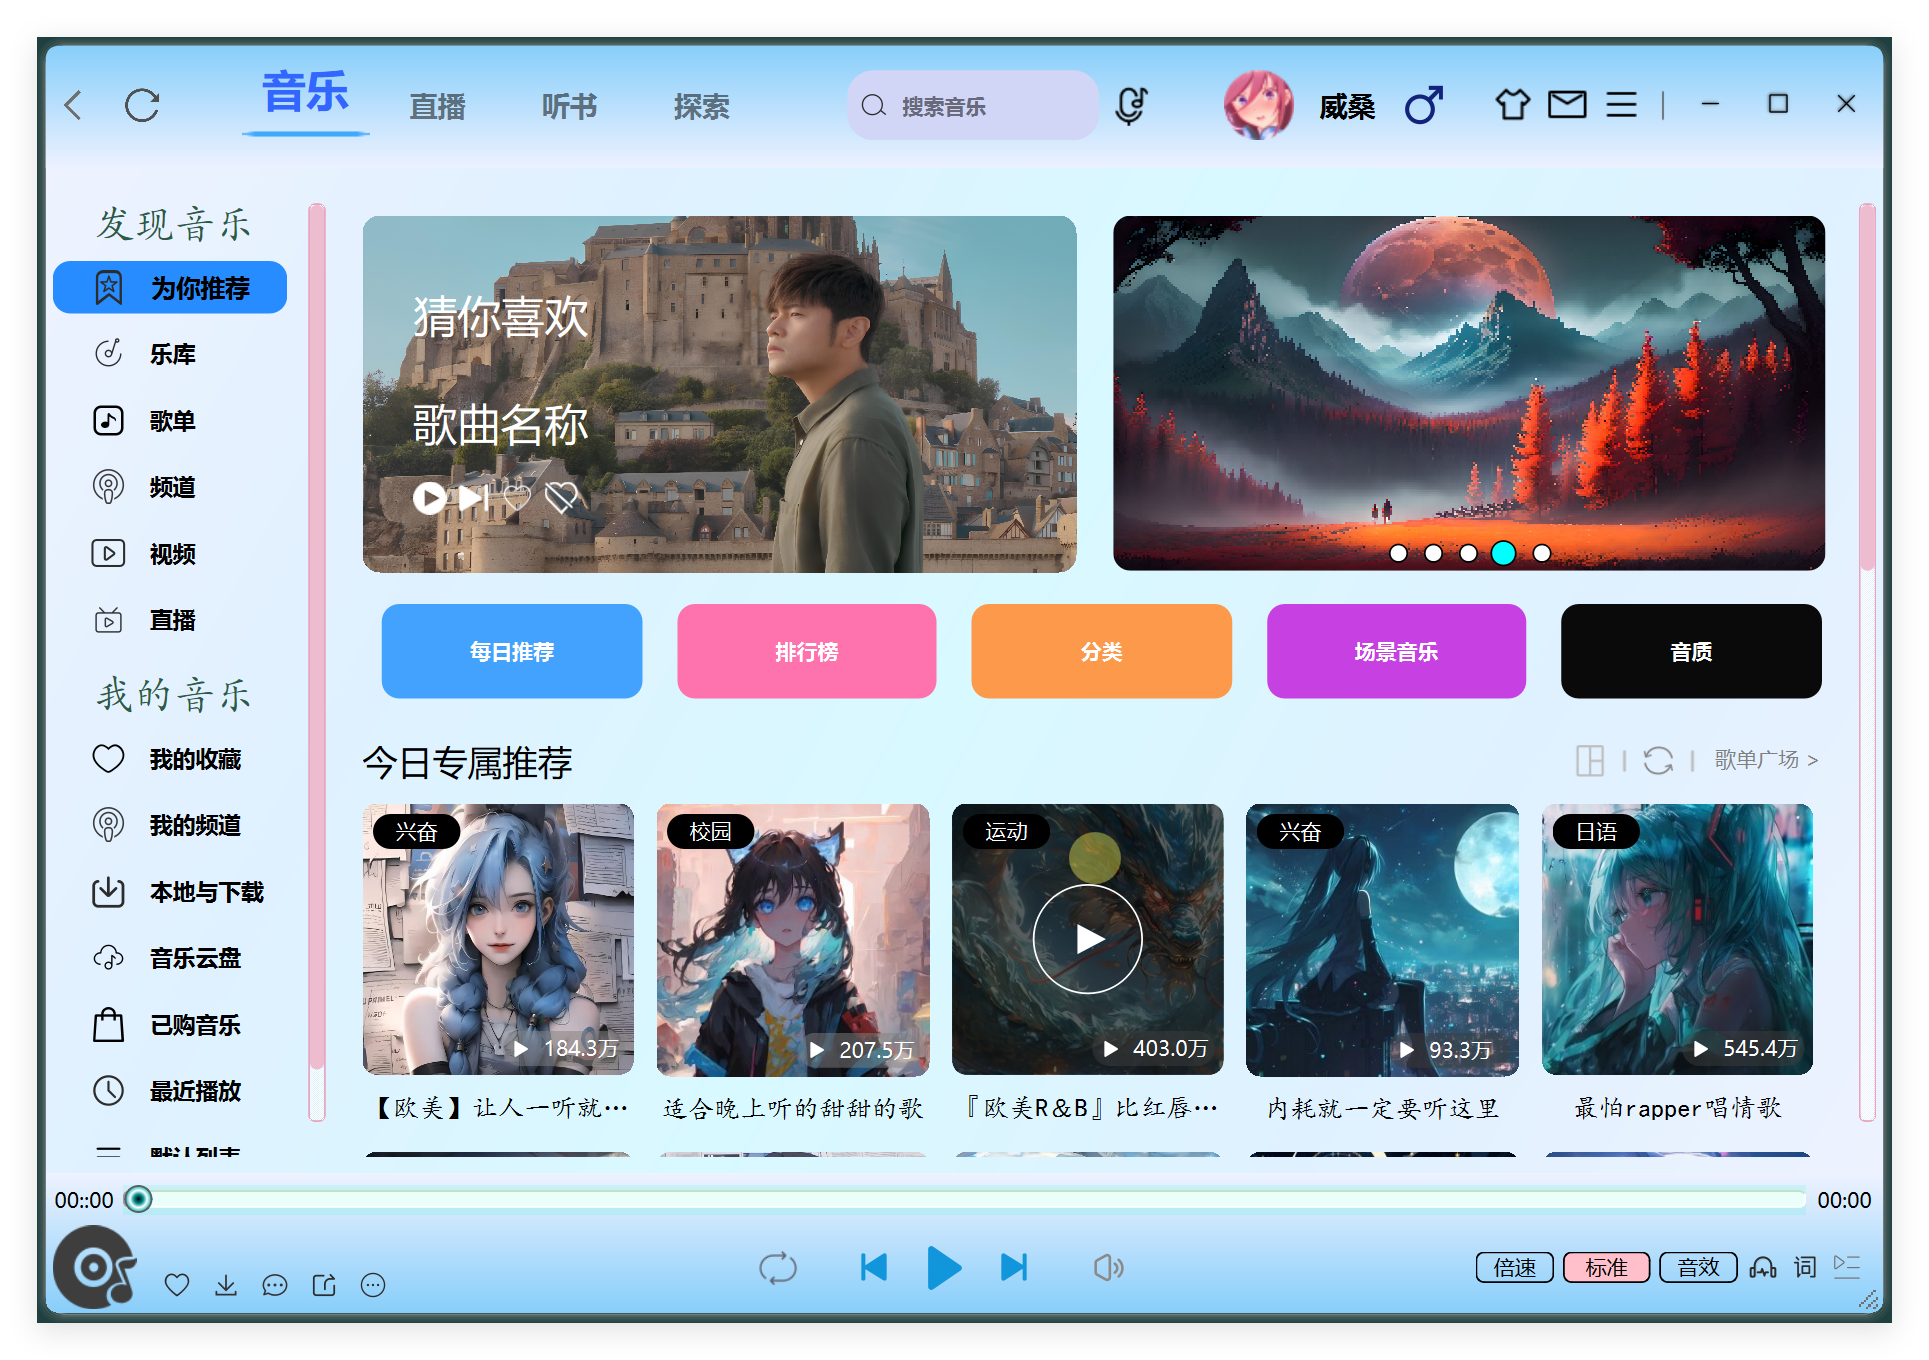 音乐 直播 听书 探索 搜索音乐 威桑
发现音乐
为你推荐
乐库
歌单
频道
视频
直播
我的音乐
我的收藏
我的频道
本地与下载
音乐云盘
已购音乐
最近播放
默认列表
猜你喜欢
歌曲名称
每日推荐 排行榜 分类 场景音乐 音质
今日专属推荐 歌单广场 >
兴奋 校园 运动 兴奋 日语
184.3万 207.5万 403.0万 93.3万 545.4万
【欧美】让人一听就… 适合晚上听的甜甜的歌 『欧美R&B』比红唇… 内耗就一定要听这里 最怕rapper唱情歌
00::00 00:00
倍速 标准 音效 词